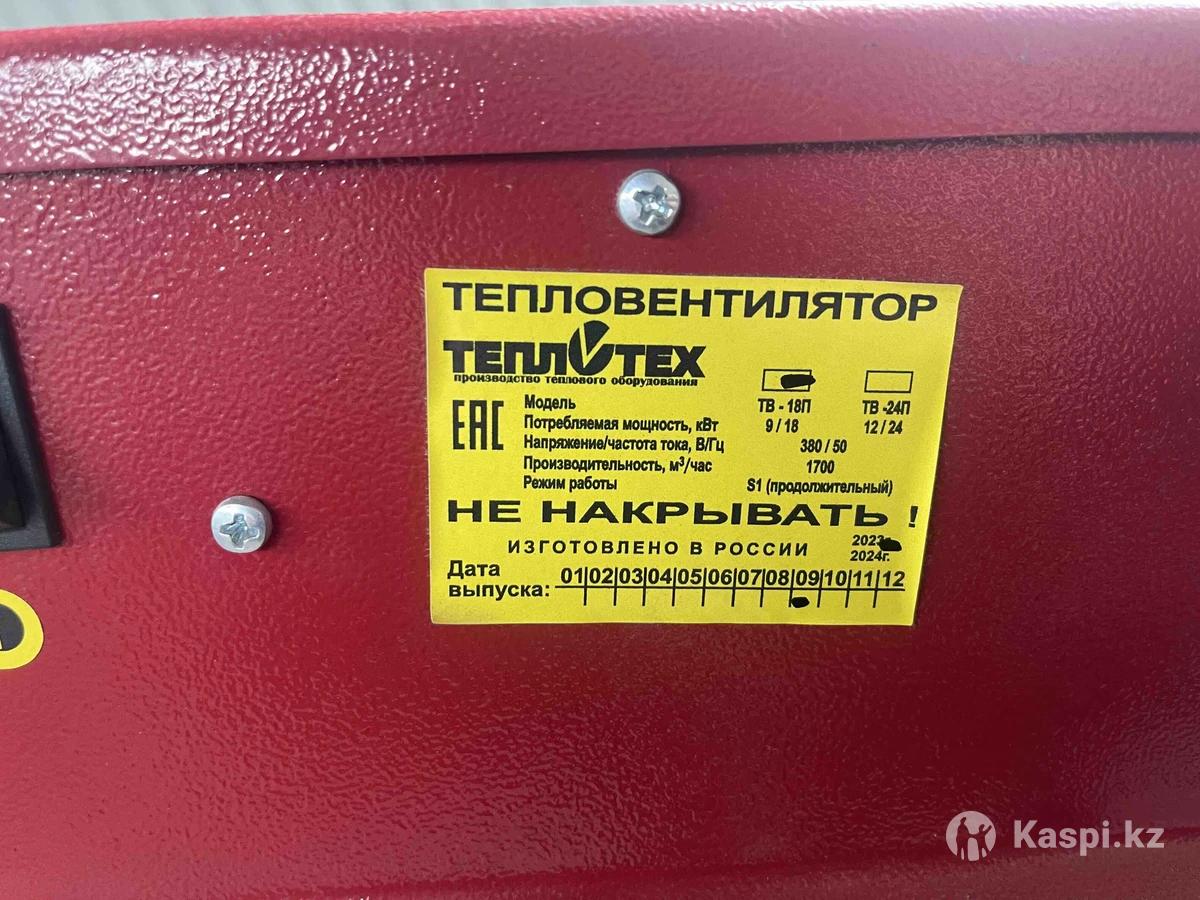 ТЕПЛОВЕНТИЛЯТОР
ТЕПЛОТЕХ
производство теплового оборудования
ЕАС
Модель ТВ - 18П ТВ -24П
Потребляемая мощность, кВт 9 / 18 12 / 24
Напряжение/частота тока, В/Гц 380 / 50
Производительность, м³/час 1700
Режим работы S1 (продолжительный)
НЕ НАКРЫВАТЬ !
ИЗГОТОВЛЕНО В РОССИИ
2023г.
2024г.
Дата выпуска: 01 02 03 04 05 06 07 08 09 10 11 12
Kaspi.kz